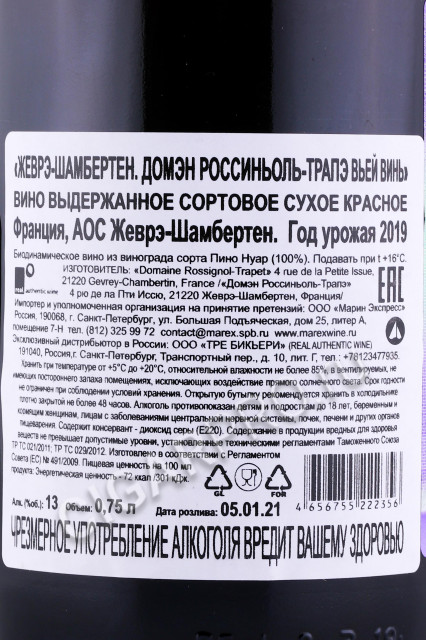 «ЖЕВРЭ-ШАМБЕРТЕН. ДОМЭН РОССИНЬОЛЬ-ТРАПЭ ВЬЕЙ ВИНЬ»
ВИНО ВЫДЕРЖАННОЕ СОРТОВОЕ СУХОЕ КРАСНОЕ
Франция, АОС Жеврэ-Шамбертен. Год урожая 2019
Биодинамическое вино из винограда сорта Пино Нуар (100%). Подавать при t +16°С.
ИЗГОТОВИТЕЛЬ: «Domaine Rossignol-Trapet» 4 rue de la Petite Issue,
21220 Gevrey-Chambertin, France /«Домэн Россиньоль-Трапэ»
real authentic wine
4 рю де ла Пти Иссю, 21220 Жеврэ-Шамбертен, Франция/
ЕАС
Импортер и уполномоченная организация на принятие претензий: ООО «Марин Экспресс»
Россия, 190068, г. Санкт-Петербург, ул. Большая Подъяческая, дом 25, литер А,
помещение 7-Н тел. (812) 325 99 72 contact@marex.spb.ru www.marexwine.ru
Эксклюзивный дистрибьютор в России: ООО «ТРЕ БИКЬЕРИ» (REAL AUTHENTIC WINE)
191040, Россия,г. Санкт-Петербург, Транспортный пер., д. 10, лит. Г, тел.: +78123477935.
Хранить при температуре от +5°С до +20°С, относительной влажности не более 85%, в вентилируемых, не
имеющих постороннего запаха помещениях, исключающих воздействие прямого солнечного света. Срок годности
не ограничен при соблюдении условий хранения. Открытую бутылку рекомендуется хранить в холодильнике
плотно закрытой не более 48 часов. Алкоголь противопоказан детям и подросткам до 18 лет, беременным и
кормящим женщинам, лицам с заболеваниями центральной нервной системы, почек, печени и других органов
пищеварения. Содержит консервант - диоксид серы (Е220). Содержание в продукции вредных для здоровья
веществ не превышает допустимые уровни, установленные техническими регламентами Таможенного Союза
ТР ТС 021/2011; ТР ТС 029/2012. Изготовлено в соответствии с Регламентом
Совета (ЕС) № 491/2009. Пищевая ценность на 100 мл
продукта: Энергетическая ценность - 72 ккал /301 кДж.
GL
FOR
Алк. (%об.): 13 Объем: 0,75 л
Дата розлива: 05.01.21
4 656755 222356
ЧРЕЗМЕРНОЕ УПОТРЕБЛЕНИЕ АЛКОГОЛЯ ВРЕДИТ ВАШЕМУ ЗДОРОВЬЮ